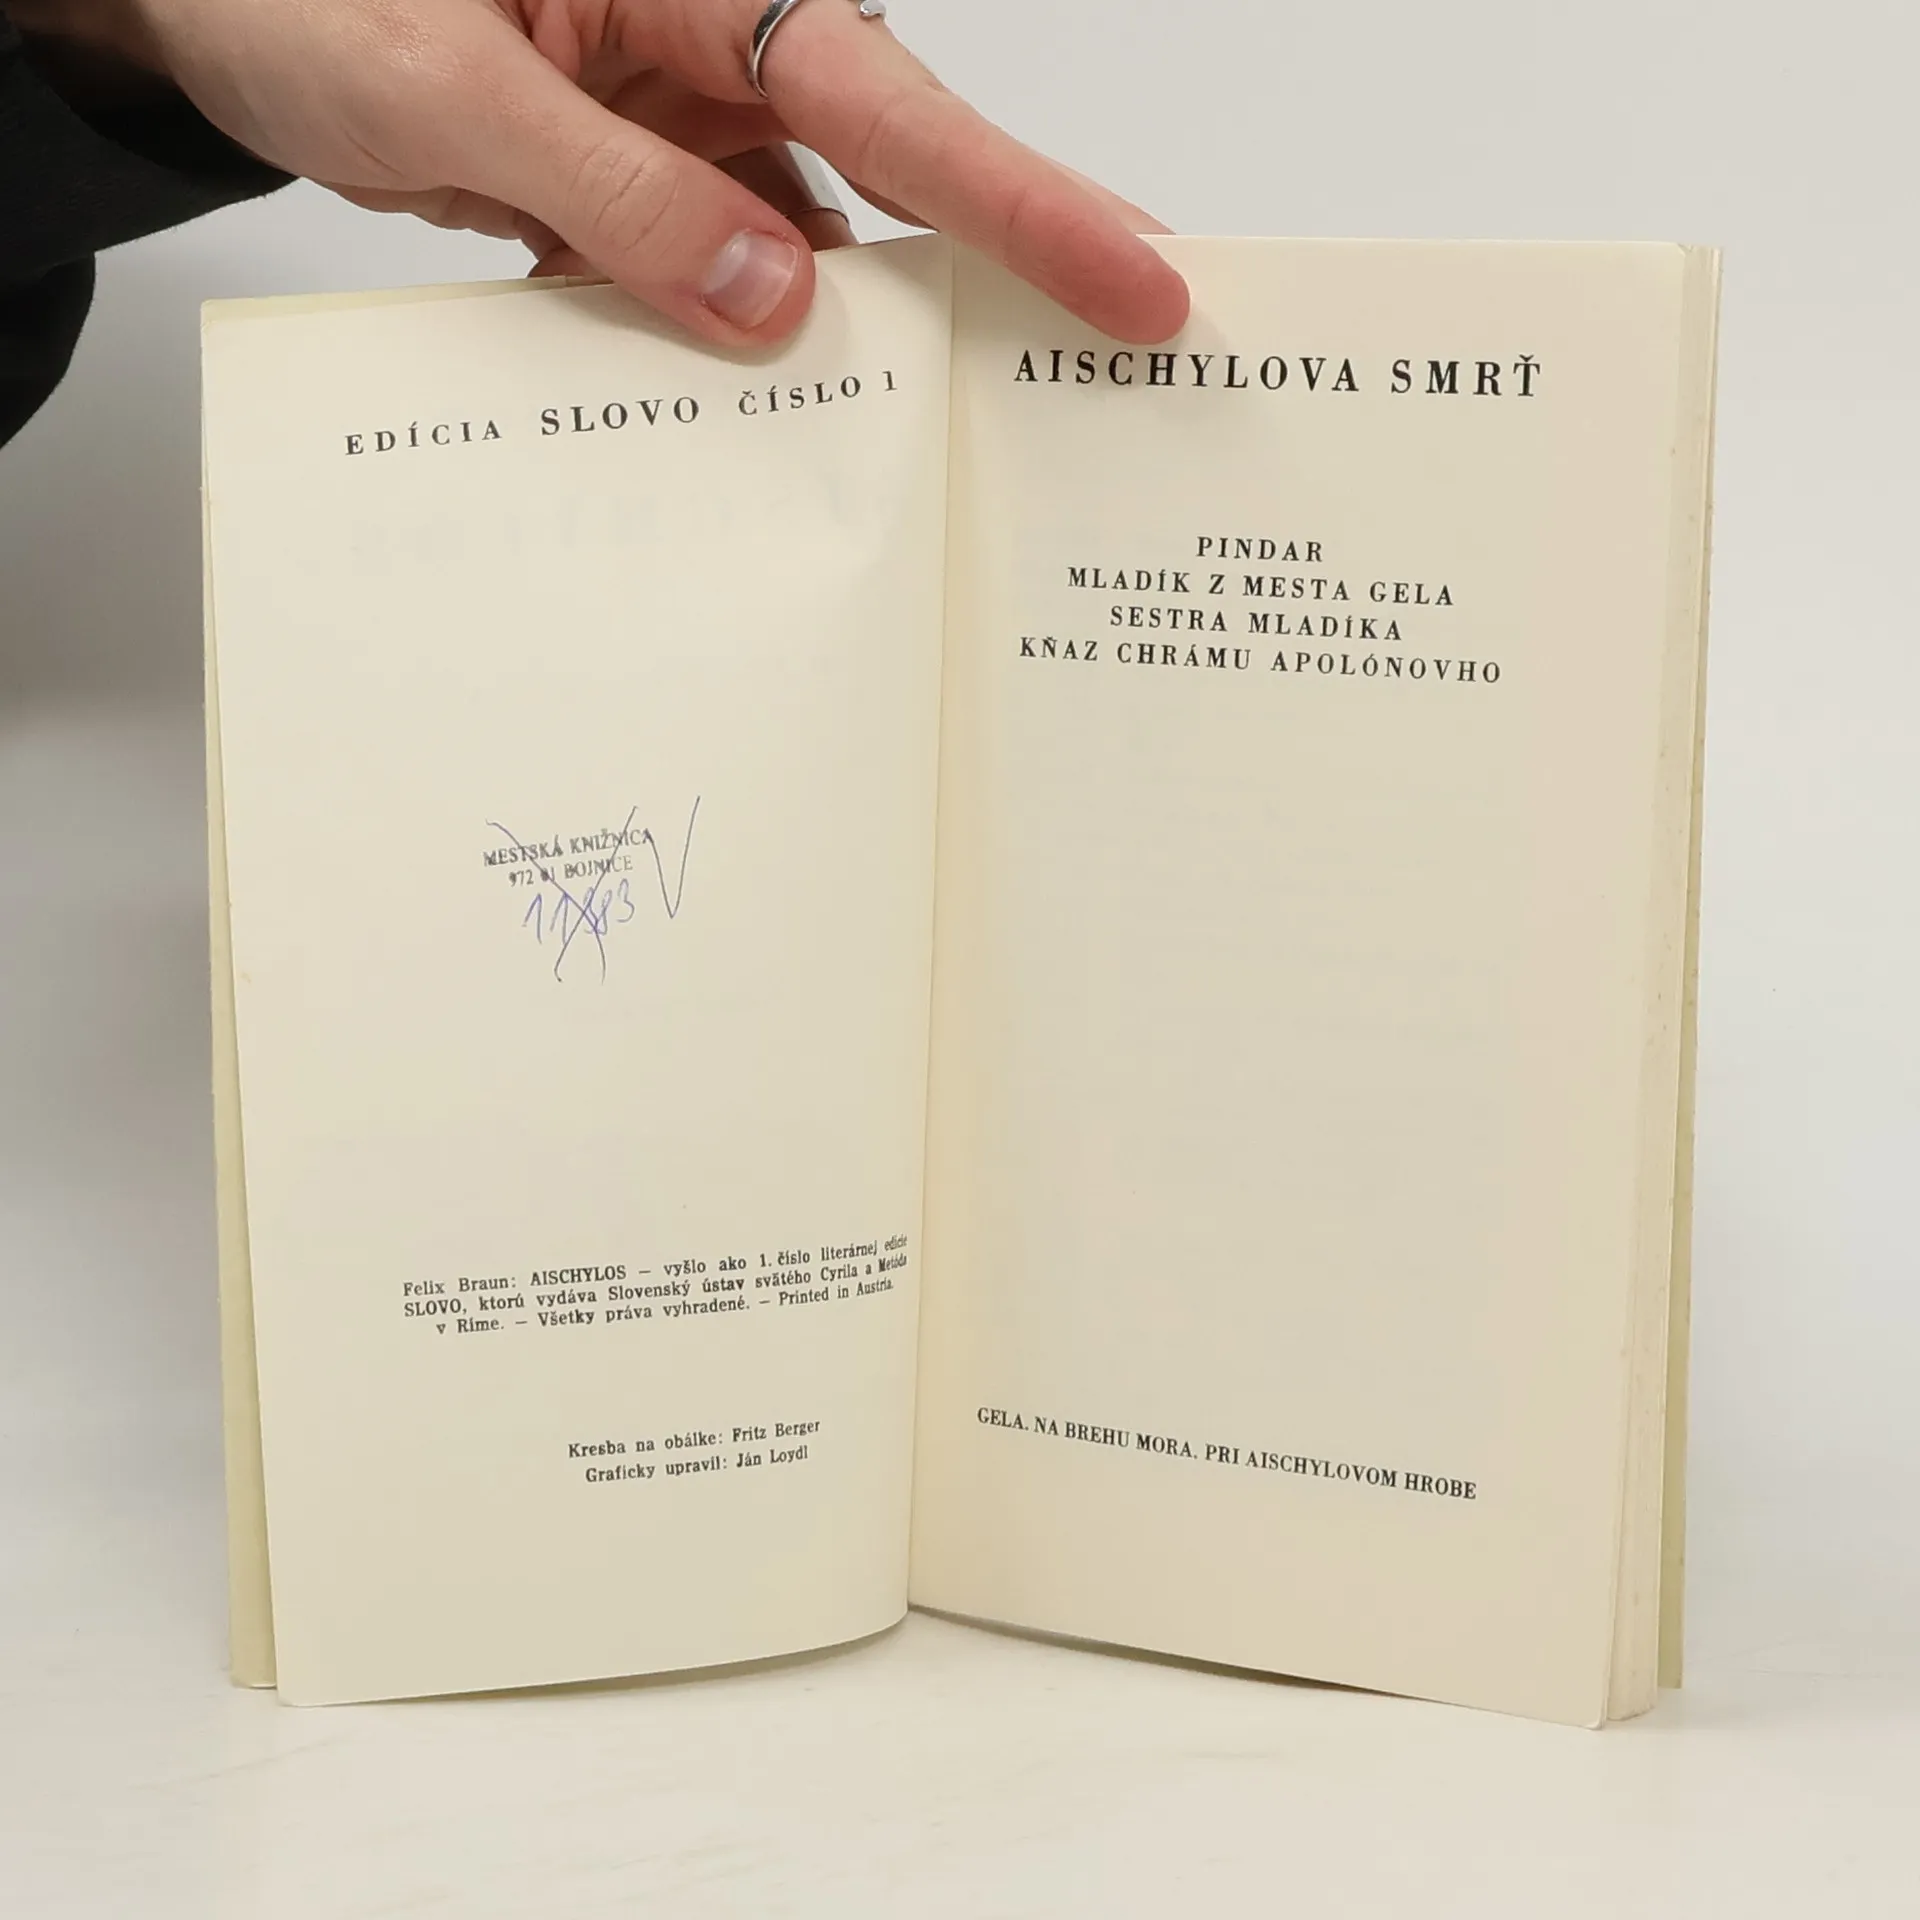 EDÍCIA SLOVO ČÍSLO 1
MESTSKÁ KNIŽNICA
972 01 BOJNICE
Felix Braun: AISCHYLOS — vyšlo ako 1. číslo literárnej edície
SLOVO, ktorú vydáva Slovenský ústav svätého Cyrila a Metóda
v Ríme. — Všetky práva vyhradené. — Printed in Austria.
Kresba na obálke: Fritz Berger
Graficky upravil: Ján Loydl
AISCHYLOVA SMRŤ
PINDAR
MLADÍK Z MESTA GELA
SESTRA MLADÍKA
KŇAZ CHRÁMU APOLÓNOVHO
GELA. NA BREHU MORA. PRI AISCHYLOVOM HROBE